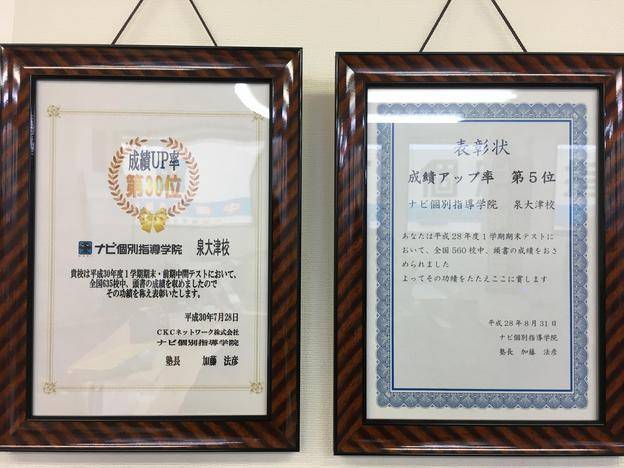 成績UP率
第30位
ナビ個別指導学院 泉大津校
貴校は平成30年度1学期期末・前期中間テストにおいて、
全国635校中、頭書の成績を収めましたので
その功績を称え表彰いたします。
平成30年7月28日
CKCネットワーク株式会社
ナビ個別指導学院
塾長 加藤 法彦
表彰状
成績アップ率 第5位
ナビ個別指導学院 泉大津校
あなたは平成28年度1学期期末テストに
おいて、全国560校中、頭書の成績をおさ
められました
よってその功績をたたえここに賞します
平成28年8月31日
ナビ個別指導学院
塾長 加藤 法彦